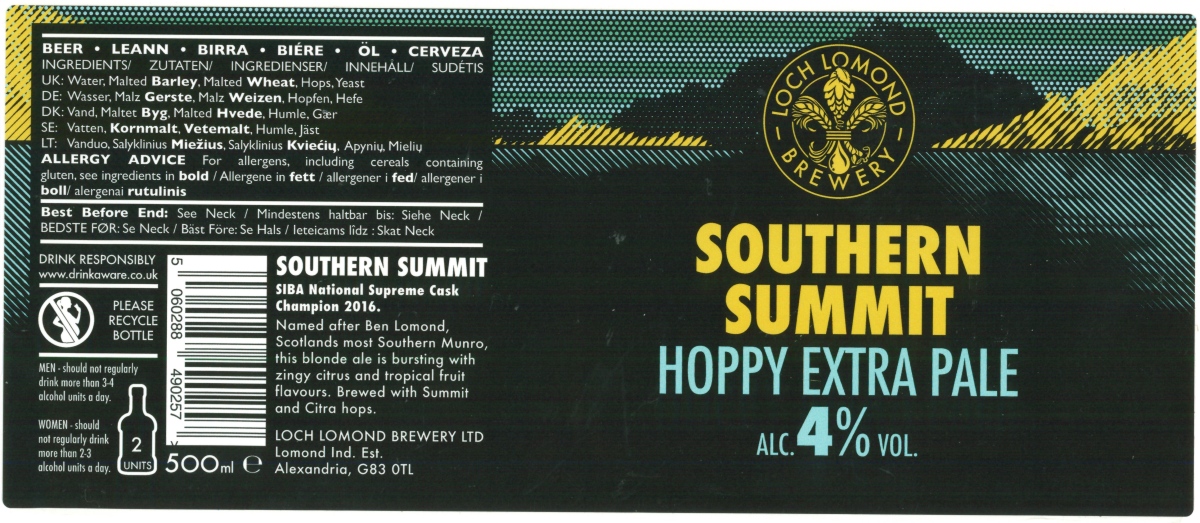 BEER • LEANN • BIRRA • BIÉRE • ÖL • CERVEZA
INGREDIENTS/ ZUTATEN/ INGREDIENSER/ INNEHÅLL/ SUDĖTIS
UK: Water, Malted Barley, Malted Wheat, Hops, Yeast
DE: Wasser, Malz Gerste, Malz Weizen, Hopfen, Hefe
DK: Vand, Maltet Byg, Malted Hvede, Humle, Gær
SE: Vatten, Kornmalt, Vetemalt, Humle, Jäst
LT: Vanduo, Salyklinius Miežius, Salyklinius Kviečių, Apynių, Mielių
ALLERGY ADVICE For allergens, including cereals containing
gluten, see ingredients in bold / Allergene in fett / allergener i fed/ allergener i
boll/ alergenai rutulinis
Best Before End: See Neck / Mindestens haltbar bis: Siehe Neck /
BEDSTE FØR: Se Neck / Bäst Före: Se Hals / Ieteicams līdz : Skat Neck
DRINK RESPONSIBLY
www.drinkaware.co.uk
PLEASE
RECYCLE
BOTTLE
MEN - should not regularly
drink more than 3-4
alcohol units a day.
WOMEN - should
not regularly drink
more than 2-3
alcohol units a day.
2
UNITS
5 060288 490257 >
500ml e
SOUTHERN SUMMIT
SIBA National Supreme Cask
Champion 2016.
Named after Ben Lomond,
Scotlands most Southern Munro,
this blonde ale is bursting with
zingy citrus and tropical fruit
flavours. Brewed with Summit
and Citra hops.
LOCH LOMOND BREWERY LTD
Lomond Ind. Est.
Alexandria, G83 0TL
LOCH LOMOND
- BREWERY -
SOUTHERN
SUMMIT
HOPPY EXTRA PALE
ALC. 4% VOL.